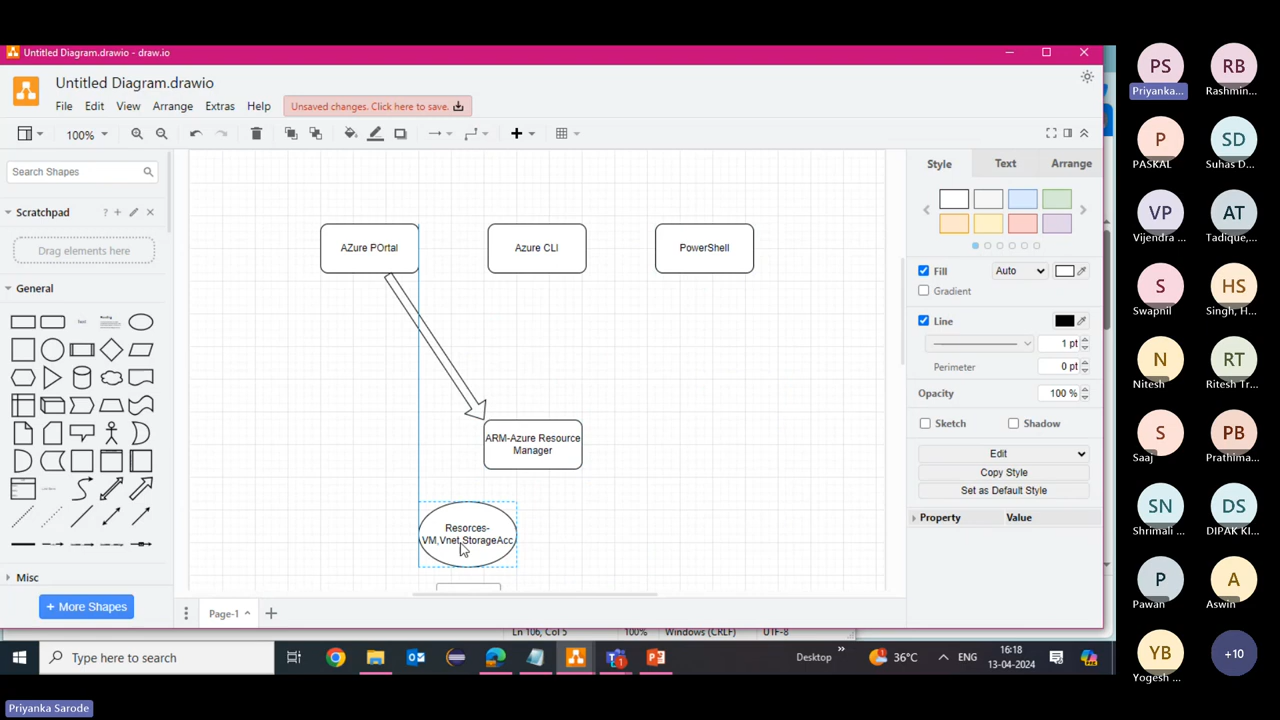 Untitled Diagram.drawio - draw.io
Untitled Diagram.drawio
File Edit View Arrange Extras Help Unsaved changes. Click here to save.
100%
Search Shapes
Scratchpad
?
Drag elements here
General
Text
Heading
Misc
+ More Shapes
AZure POrtal
Azure CLI
PowerShell
ARM-Azure Resource
Manager
Resorces-
VM,Vnet,StorageAcc
Style Text Arrange
Fill Auto
Gradient
Line
1 pt
Perimeter 0 pt
Opacity 100 %
Sketch Shadow
Edit
Copy Style
Set as Default Style
Property Value
Page-1
Ln 106, Col 5 100% Windows (CRLF) UTF-8
Type here to search
1
Desktop
»
36°C
ENG
16:18
13-04-2024
Priyanka Sarode
PS
Priyanka...
RB
Rashmin...
P
PASKAL
SD
Suhas D...
VP
Vijendra ...
AT
Tadique,...
S
Swapnil
HS
Singh, H...
N
Nitesh
RT
Ritesh Tr...
S
Saaj
PB
Prathima...
SN
Shrini ...
DS
DIPAK KI...
P
Pawan
A
Aswin
YB
Yogesh ...
+10